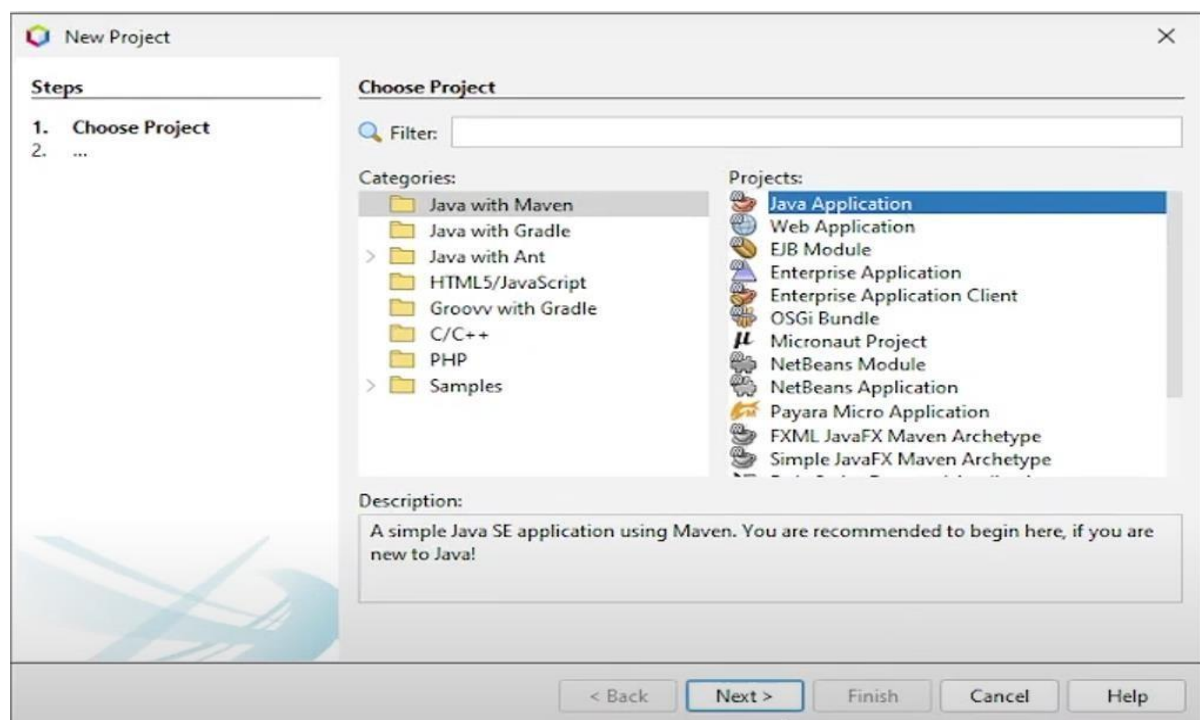 New Project
Steps
1. Choose Project
2. ...
Choose Project
Filter:
Categories:
Java with Maven
Java with Gradle
Java with Ant
HTML5/JavaScript
Groovy with Gradle
C/C++
PHP
Samples
Projects:
Java Application
Web Application
EJB Module
Enterprise Application
Enterprise Application Client
OSGi Bundle
μ Micronaut Project
NetBeans Module
NetBeans Application
Payara Micro Application
FXML JavaFX Maven Archetype
Simple JavaFX Maven Archetype
Description:
A simple Java SE application using Maven. You are recommended to begin here, if you are
new to Java!
< Back
Next >
Finish
Cancel
Help